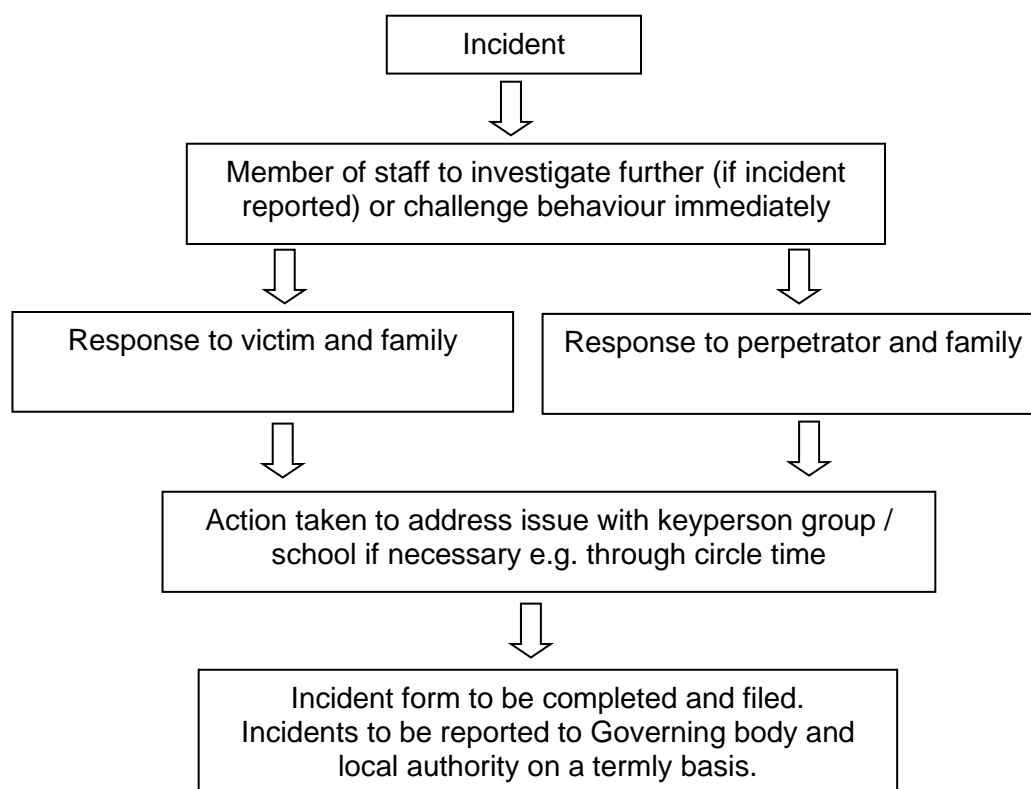 Incident
Member of staff to investigate further (if incident
reported) or challenge behaviour immediately
Response to victim and family
Response to perpetrator and family
Action taken to address issue with keyperson group /
school if necessary e.g. through circle time
Incident form to be completed and filed.
Incidents to be reported to Governing body and
local authority on a termly basis.